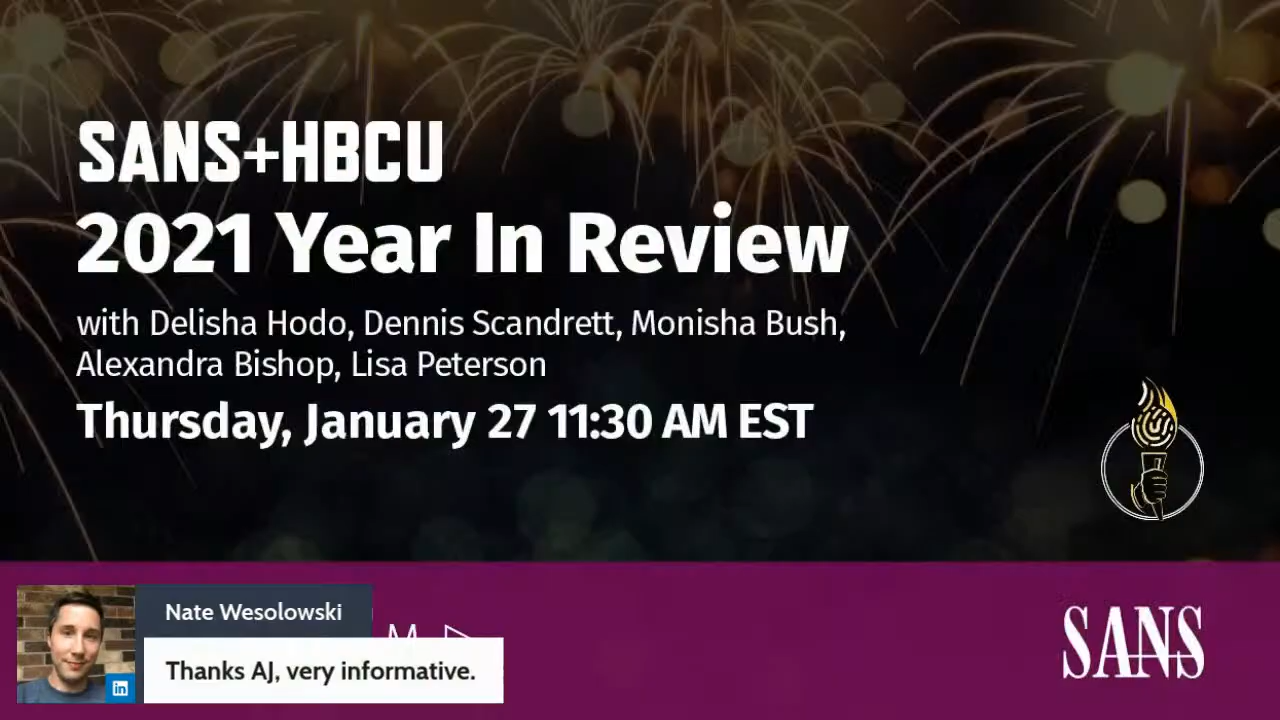 SANS+HBCU
2021 Year In Review
with Delisha Hodo, Dennis Scandrett, Monisha Bush,
Alexandra Bishop, Lisa Peterson
Thursday, January 27 11:30 AM EST
Nate Wesolowski
in
Thanks AJ, very informative.
SANS